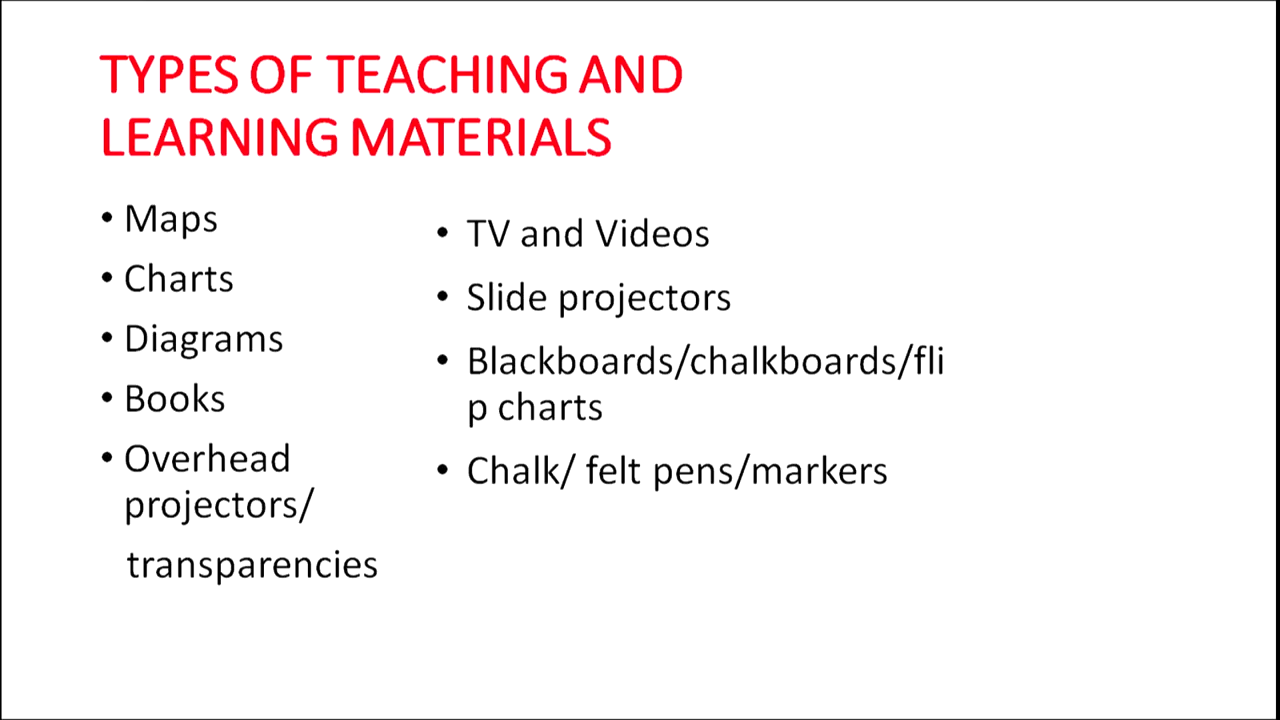 TYPES OF TEACHING AND
LEARNING MATERIALS
• Maps
• Charts
• Diagrams
• Books
• Overhead
projectors/
transparencies
• TV and Videos
• Slide projectors
• Blackboards/chalkboards/fli
p charts
• Chalk/ felt pens/markers